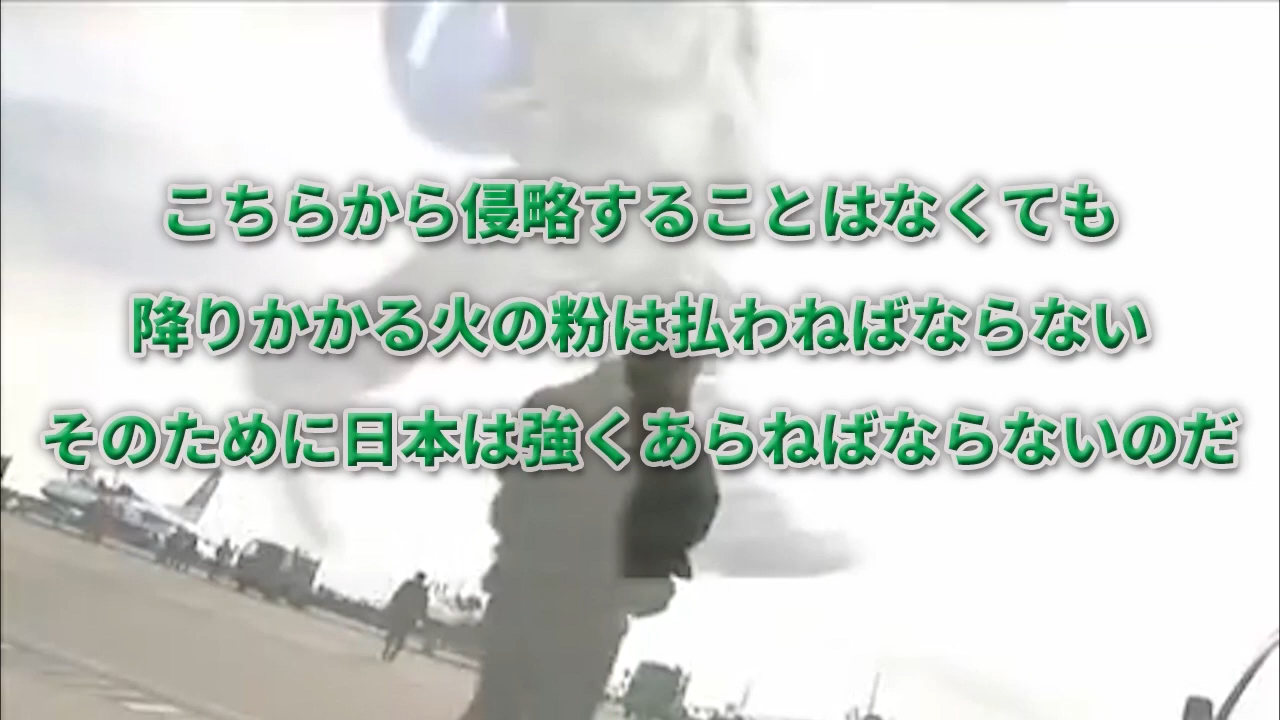 こちらから侵略することはなくても
降りかかる火の粉は払わねばならない
そのために日本は強くあらねばならないのだ